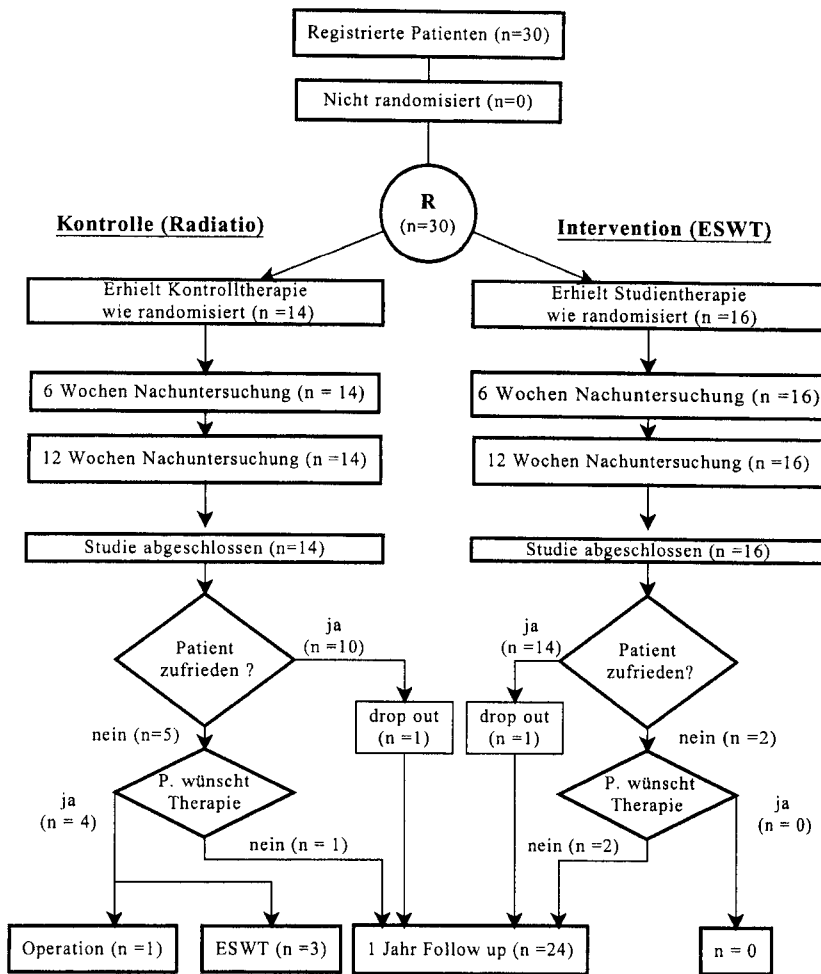 Registrierte Patienten (n=30)
Nicht randomisiert (n=0)
R
(n=30)
Kontrolle (Radiatio)
Intervention (ESWT)
Erhielt Kontrolltherapie
wie randomisiert (n =14)
Erhielt Studientherapie
wie randomisiert (n =16)
6 Wochen Nachuntersuchung (n = 14)
6 Wochen Nachuntersuchung (n =16)
12 Wochen Nachuntersuchung (n =14)
12 Wochen Nachuntersuchung (n =16)
Studie abgeschlossen (n=14)
Studie abgeschlossen (n =16)
Patient
zufrieden ?
ja
(n =10)
ja
(n =14)
Patient
zufrieden?
drop out
(n =1)
drop out
(n =1)
nein (n=5)
nein (n =2)
P. wünscht
Therapie
P. wünscht
Therapie
ja
(n = 4)
nein (n = 1)
nein (n =2)
ja
(n = 0)
Operation (n =1)
ESWT (n =3)
1 Jahr Follow up (n =24)
n = 0